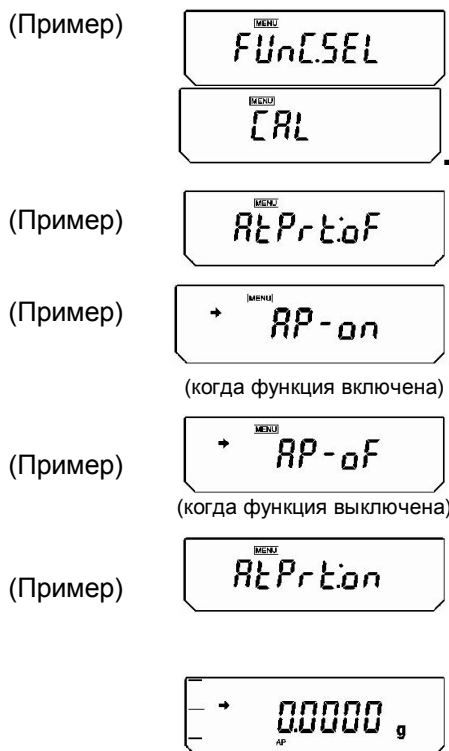 (Пример)
MENU
FUnC.SEL
MENU
CAL
(Пример)
MENU
AtPrt:oF
(Пример)
MENU
➔ AP-on
(когда функция включена)
(Пример)
MENU
➔ AP-oF
(когда функция выключена)
(Пример)
MENU
AtPrt:on
➔ 0.0000 g
AP